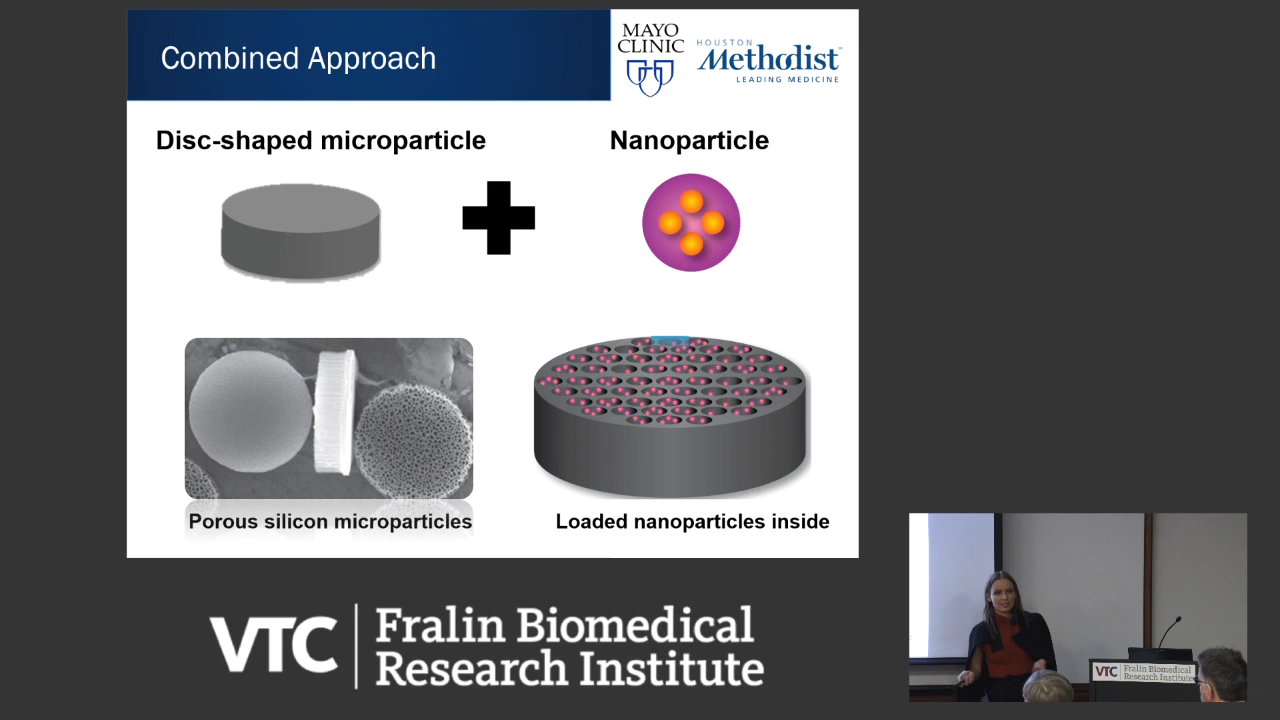 Combined Approach
MAYO
CLINIC
HOUSTON
Methodist
LEADING MEDICINE
Disc-shaped microparticle
Nanoparticle
Porous silicon microparticles
Loaded nanoparticles inside
VTC
Fralin Biomedical
Research Institute
VTC
Fralin Biomedical
Research Institute